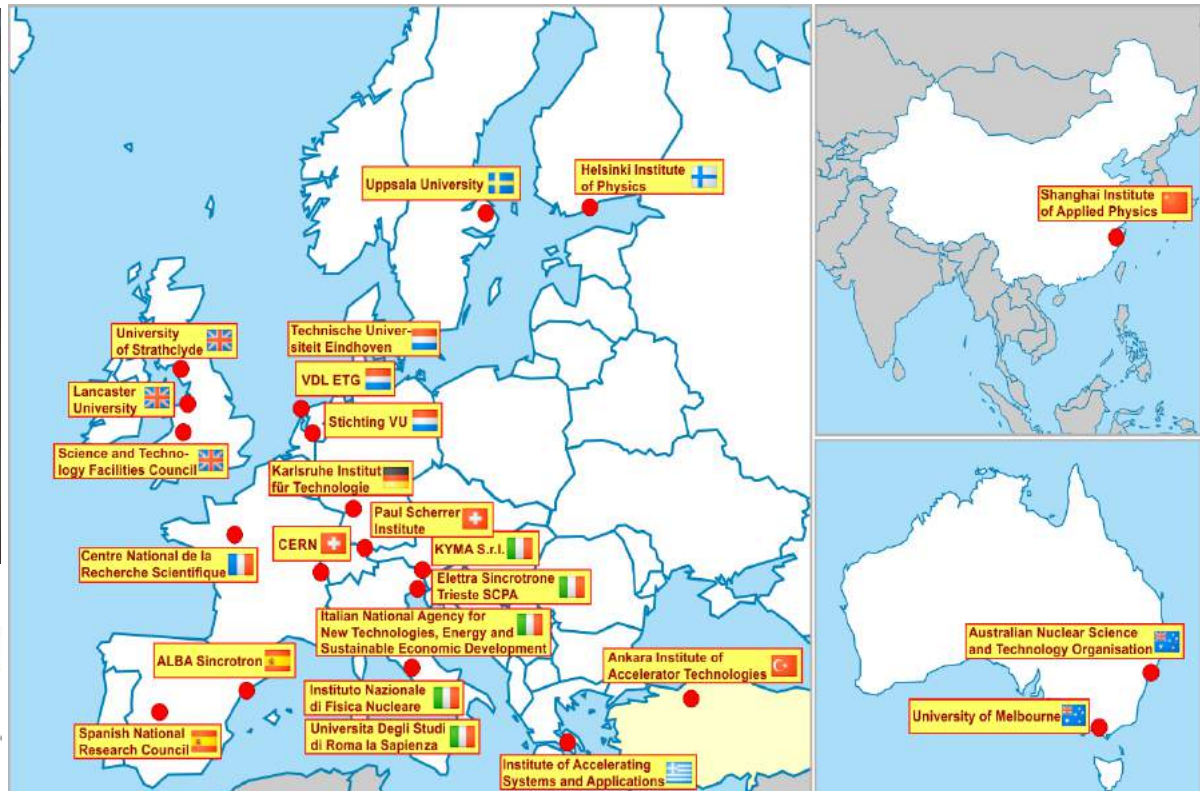 Uppsala University
Helsinki Institute
of Physics
University
of Strathclyde
Lancaster
University
Science and Techno-
logy Facilities Council
Technische Univer-
siteit Eindhoven
VDL ETG
Stichting VU
Karlsruhe Institut
für Technologie
Paul Scherrer
Institute
CERN
KYMA S.r.l.
Centre National de la
Recherche Scientifique
Elettra Sincrotrone
Trieste SCPA
Italian National Agency for
New Technologies, Energy and
Sustainable Economic Development
ALBA Sincrotron
Instituto Nazionale
di Fisica Nucleare
Ankara Institute of
Accelerator Technologies
Spanish National
Research Council
Universita Degli Studi
di Roma la Sapienza
Institute of Accelerating
Systems and Applications
Shanghai Institute
of Applied Physics
Australian Nuclear Science
and Technology Organisation
University of Melbourne